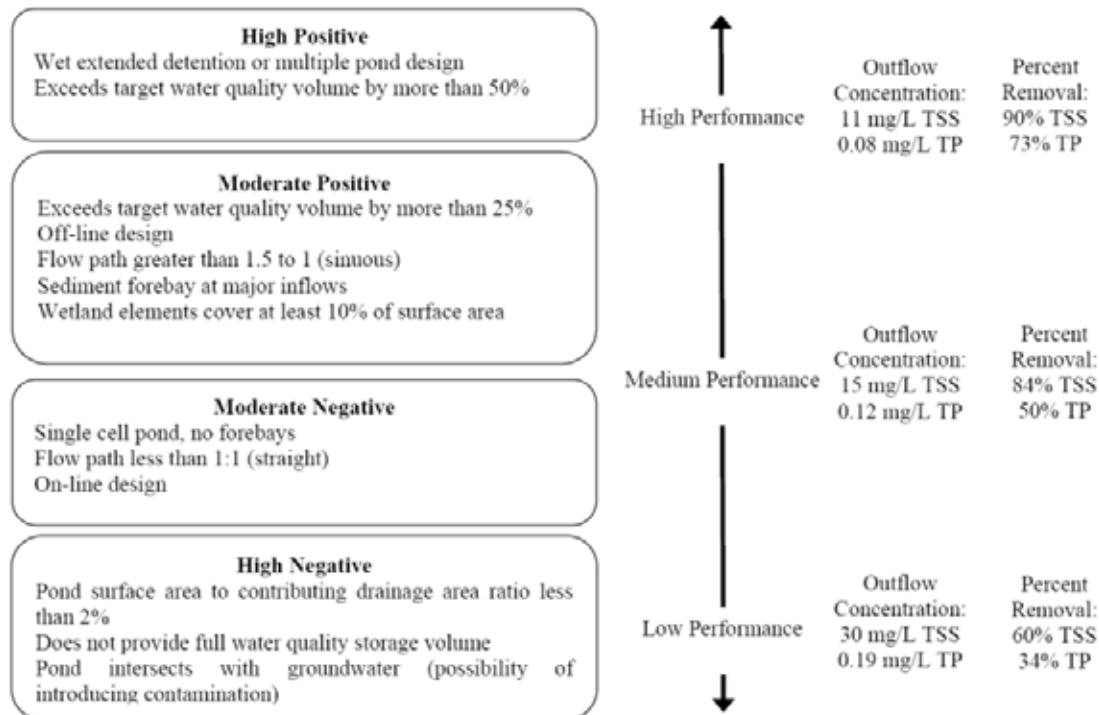 High Positive
Wet extended detention or multiple pond design
Exceeds target water quality volume by more than 50%
Moderate Positive
Exceeds target water quality volume by more than 25%
Off-line design
Flow path greater than 1.5 to 1 (sinuous)
Sediment forebay at major inflows
Wetland elements cover at least 10% of surface area
Moderate Negative
Single cell pond, no forebays
Flow path less than 1:1 (straight)
On-line design
High Negative
Pond surface area to contributing drainage area ratio less
than 2%
Does not provide full water quality storage volume
Pond intersects with groundwater (possibility of
introducing contamination)
High Performance
Outflow
Concentration:
11 mg/L TSS
0.08 mg/L TP
Percent
Removal:
90% TSS
73% TP
Medium Performance
Outflow
Concentration:
15 mg/L TSS
0.12 mg/L TP
Percent
Removal:
84% TSS
50% TP
Low Performance
Outflow
Concentration:
30 mg/L TSS
0.19 mg/L TP
Percent
Removal:
60% TSS
34% TP